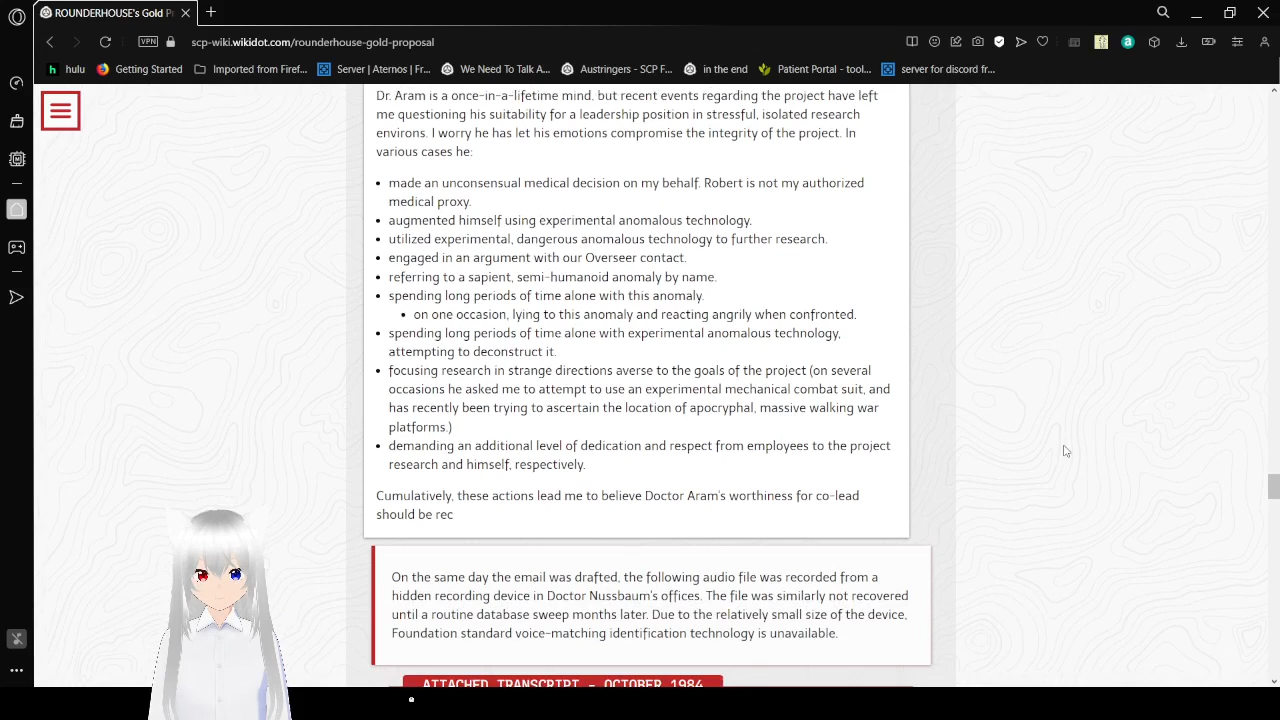 ROUNDERHOUSE's Gold P
VPN
scp-wiki.wikidot.com/rounderhouse-gold-proposal
h hulu
Getting Started
Imported from Firef...
Server | Aternos | Fr...
We Need To Talk A...
Austringers - SCP F...
in the end
Patient Portal - tool...
server for discord fr...
Dr. Aram is a once-in-a-lifetime mind, but recent events regarding the project have left
me questioning his suitability for a leadership position in stressful, isolated research
environs. I worry he has let his emotions compromise the integrity of the project. In
various cases he:
• made an unconsensual medical decision on my behalf. Robert is not my authorized
medical proxy.
• augmented himself using experimental anomalous technology.
• utilized experimental, dangerous anomalous technology to further research.
• engaged in an argument with our Overseer contact.
• referring to a sapient, semi-humanoid anomaly by name.
• spending long periods of time alone with this anomaly.
• on one occasion, lying to this anomaly and reacting angrily when confronted.
• spending long periods of time alone with experimental anomalous technology,
attempting to deconstruct it.
• focusing research in strange directions averse to the goals of the project (on several
occasions he asked me to attempt to use an experimental mechanical combat suit, and
has recently been trying to ascertain the location of apocryphal, massive walking war
platforms.)
• demanding an additional level of dedication and respect from employees to the project
research and himself, respectively.
Cumulatively, these actions lead me to believe Doctor Aram's worthiness for co-lead
should be rec
On the same day the email was drafted, the following audio file was recorded from a
hidden recording device in Doctor Nussbaum's offices. The file was similarly not recovered
until a routine database sweep months later. Due to the relatively small size of the device,
Foundation standard voice-matching identification technology is unavailable.
ATTACHED TRANSCRIPT - OCTOBER 1984